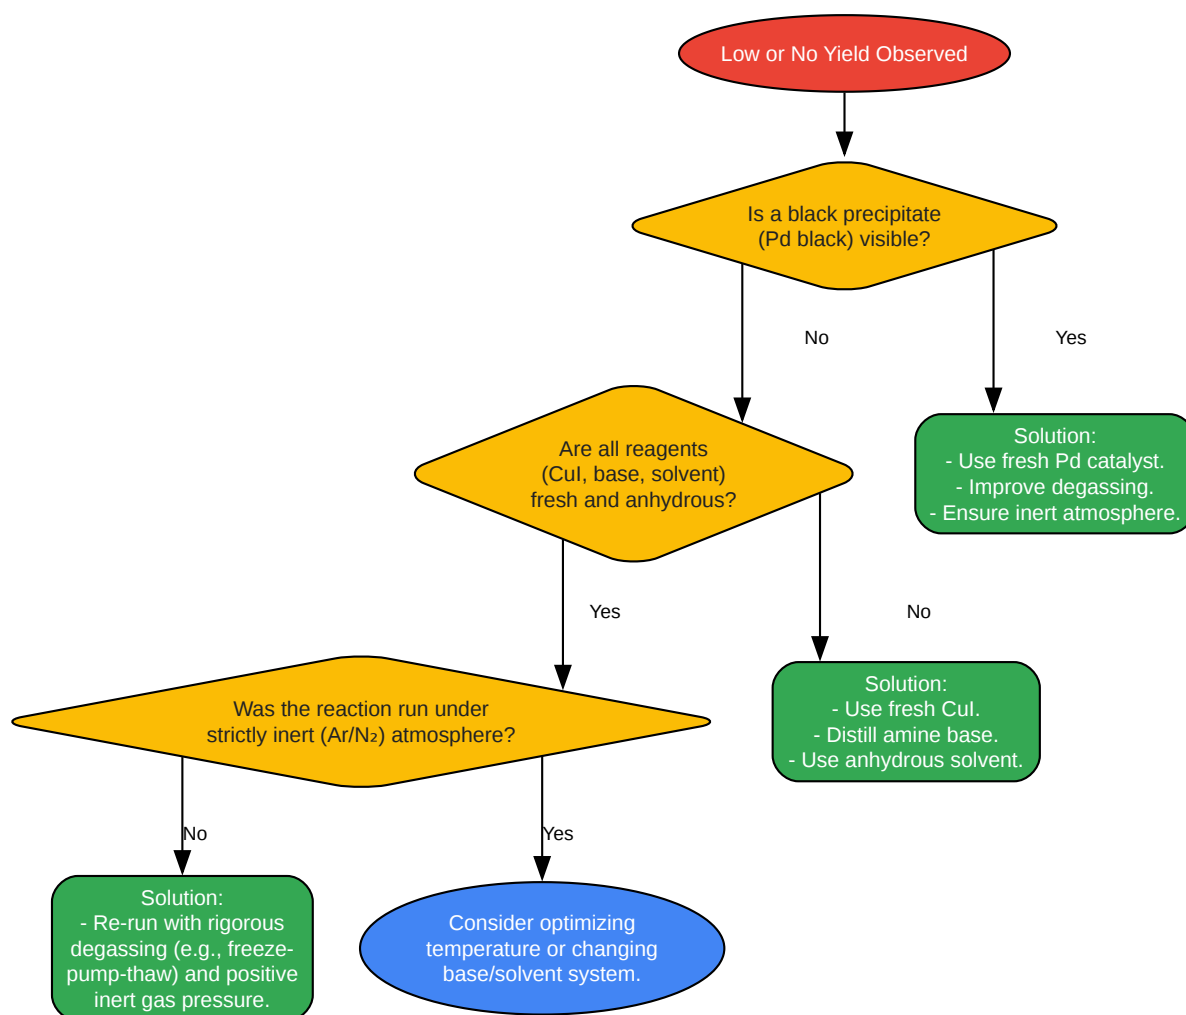 Low or No Yield Observed
Is a black precipitate
(Pd black) visible?
No
Yes
Are all reagents
(CuI, base, solvent)
fresh and anhydrous?
Solution:
- Use fresh Pd catalyst.
- Improve degassing.
- Ensure inert atmosphere.
Yes
No
Was the reaction run under
strictly inert (Ar/N₂) atmosphere?
Solution:
- Use fresh CuI.
- Distill amine base.
- Use anhydrous solvent.
No
Yes
Solution:
- Re-run with rigorous
degassing (e.g., freeze-
pump-thaw) and positive
inert gas pressure.
Consider optimizing
temperature or changing
base/solvent system.